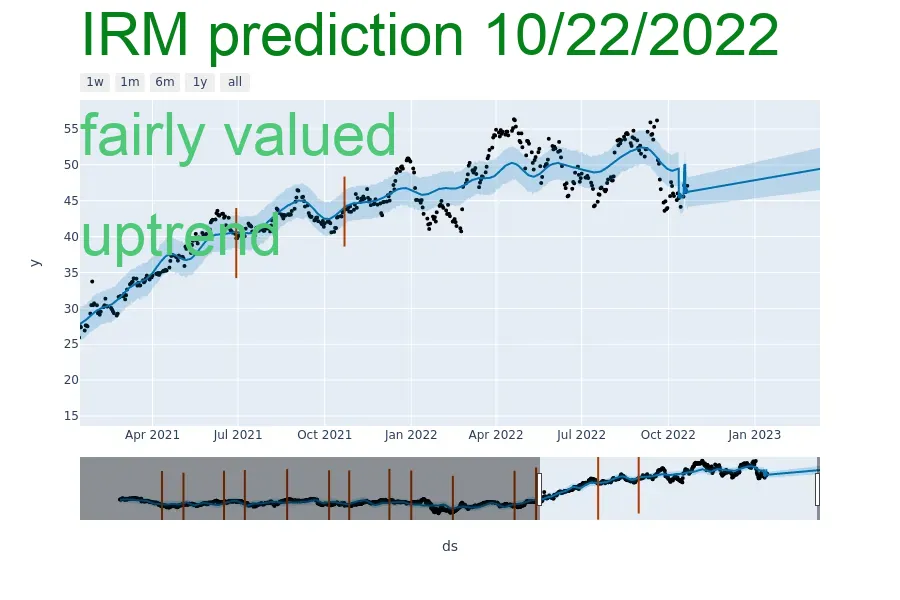 IRM prediction 10/22/2022
1w 1m 6m 1y all
fairly valued
uptrend
55
50
45
40
35
30
25
20
15
y
Apr 2021 Jul 2021 Oct 2021 Jan 2022 Apr 2022 Jul 2022 Oct 2022 Jan 2023
ds